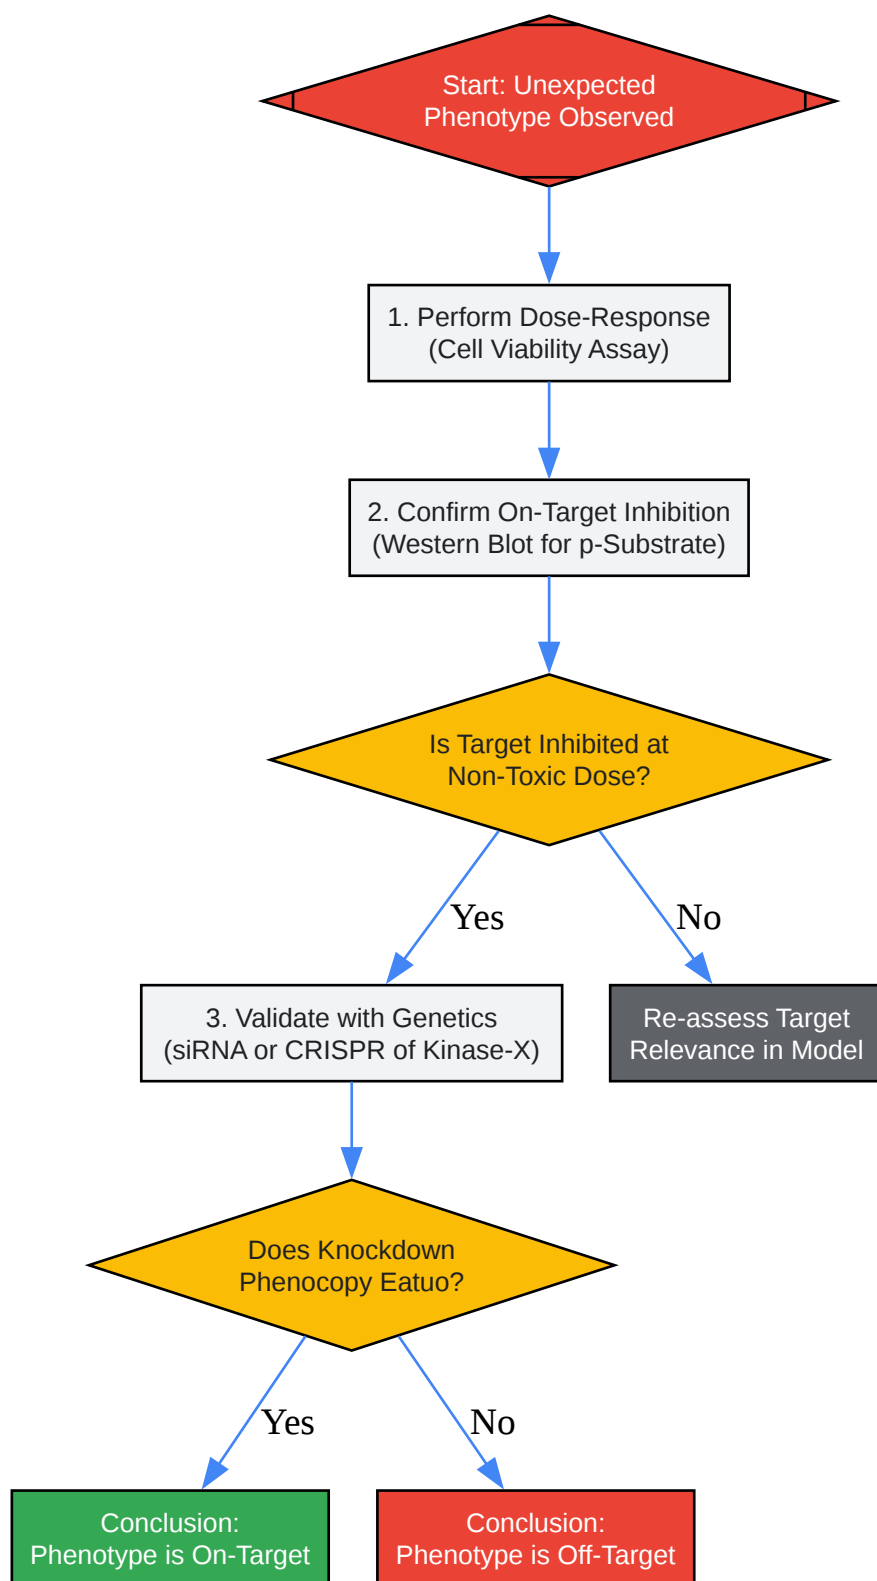 Start: Unexpected
Phenotype Observed
1. Perform Dose-Response
(Cell Viability Assay)
2. Confirm On-Target Inhibition
(Western Blot for p-Substrate)
Is Target Inhibited at
Non-Toxic Dose?
Yes
No
3. Validate with Genetics
(siRNA or CRISPR of Kinase-X)
Re-assess Target
Relevance in Model
Does Knockdown
Phenocopy Eatuo?
Yes
No
Conclusion:
Phenotype is On-Target
Conclusion:
Phenotype is Off-Target